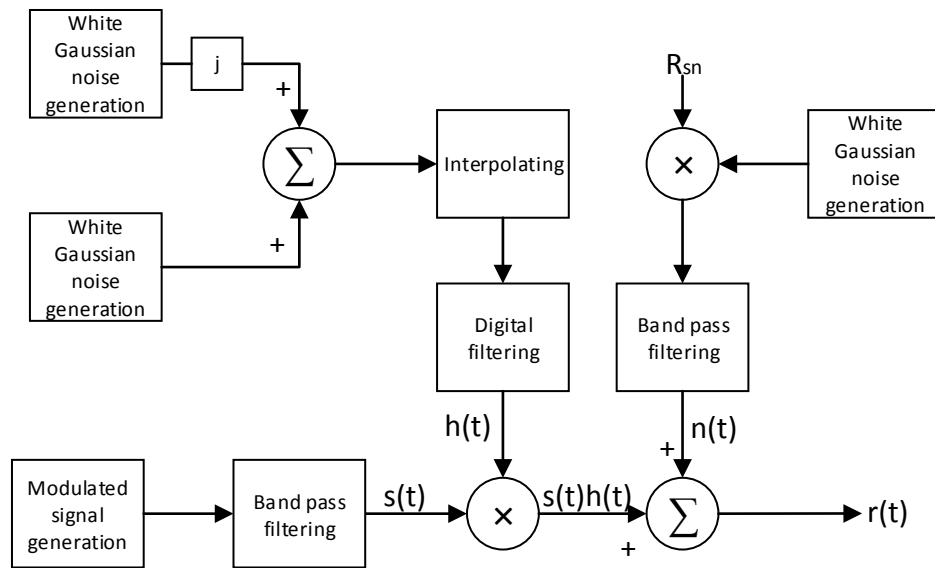 White
Gaussian
noise
generation
j
+
Σ
+
White
Gaussian
noise
generation
Interpolating
Digital
filtering
h(t)
Rsn
×
White
Gaussian
noise
generation
Band pass
filtering
n(t)
+
Modulated
signal
generation
Band pass
filtering
s(t)
×
s(t)h(t)
+
Σ
r(t)